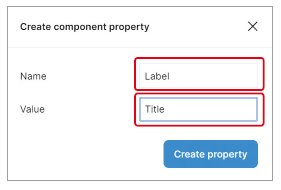 Create component property
Name
Label
Value
Title
Create property